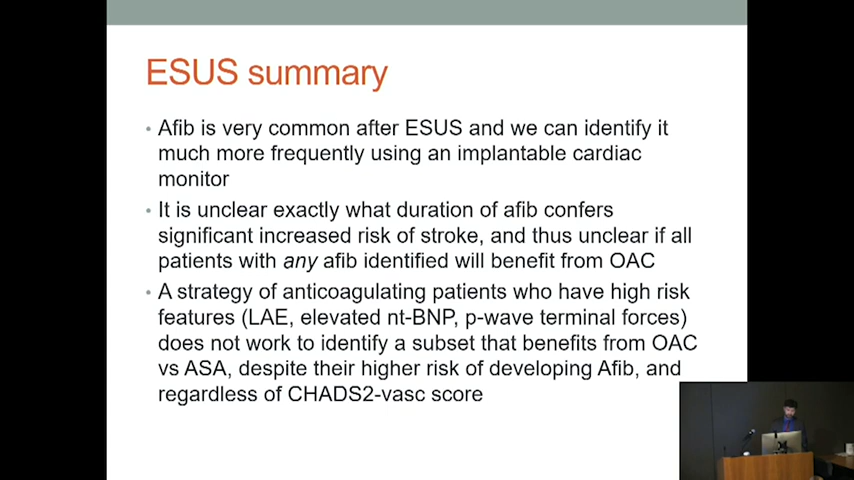 ESUS summary
• Afib is very common after ESUS and we can identify it
much more frequently using an implantable cardiac
monitor
• It is unclear exactly what duration of afib confers
significant increased risk of stroke, and thus unclear if all
patients with any afib identified will benefit from OAC
• A strategy of anticoagulating patients who have high risk
features (LAE, elevated nt-BNP, p-wave terminal forces)
does not work to identify a subset that benefits from OAC
vs ASA, despite their higher risk of developing Afib, and
regardless of CHADS2-vasc score